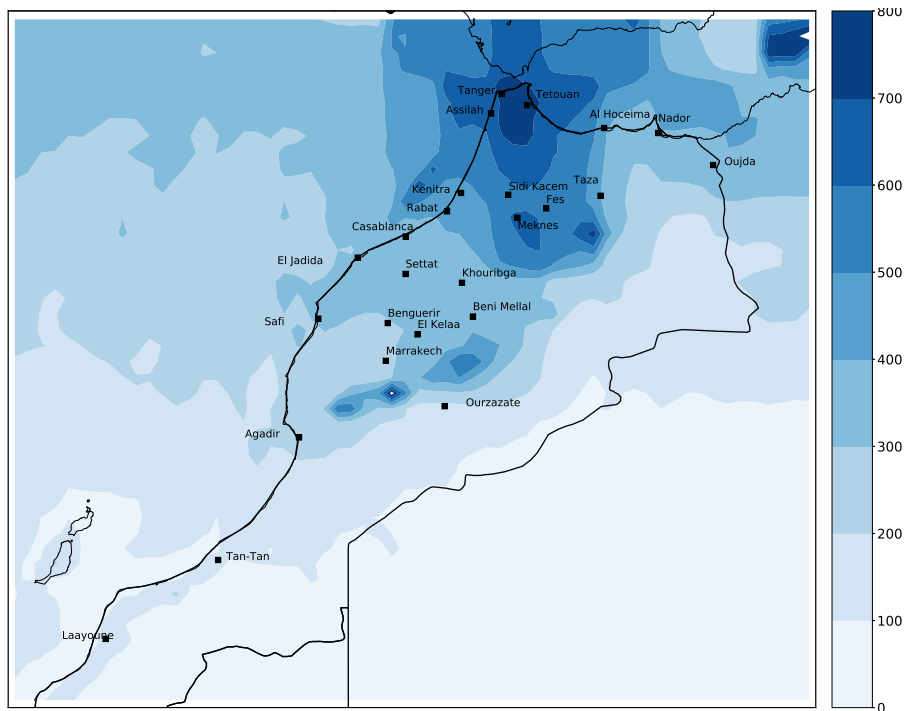 800
Tanger
Tetouan
700
Assilah
Al Hoceima
Nador
Oujda
600
Taza
Kenitra
Sidi Kacem
Fes
Rabat
Meknes
Casablanca
500
El Jadida
Settat
Khouribga
Safi
Benguerir
Beni Mellal
El Kelaa
400
Marrakech
Ourzazate
Agadir
300
200
Tan-Tan
100
Laayoune
0